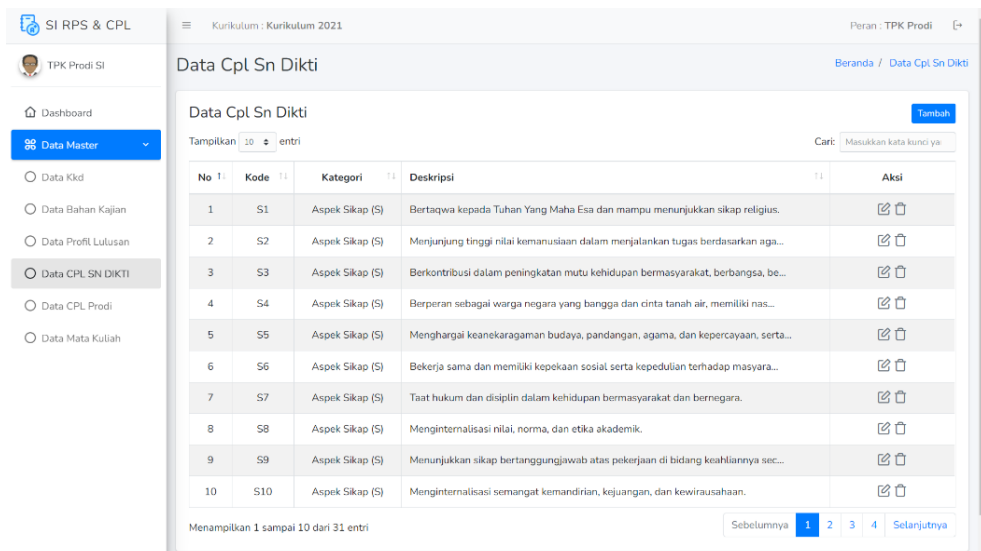 SI RPS & CPL
Kurikulum : Kurikulum 2021
Peran : TPK Prodi
TPK Prodi SI
Data Cpl Sn Dikti
Beranda / Data Cpl Sn Dikti
Dashboard
Data Master
Data Kkd
Data Bahan Kajian
Data Profil Lulusan
Data CPL SN DIKTI
Data CPL Prodi
Data Mata Kuliah
Data Cpl Sn Dikti
Tambah
Tampilkan 10 entri
Cari: Masukkan kata kunci ya
No Kode Kategori Deskripsi Aksi
1 S1 Aspek Sikap (S) Bertaqwa kepada Tuhan Yang Maha Esa dan mampu menunjukkan sikap religius.
2 S2 Aspek Sikap (S) Menjunjung tinggi nilai kemanusiaan dalam menjalankan tugas berdasarkan aga...
3 S3 Aspek Sikap (S) Berkontribusi dalam peningkatan mutu kehidupan bermasyarakat, berbangsa, be...
4 S4 Aspek Sikap (S) Berperan sebagai warga negara yang bangga dan cinta tanah air, memiliki nas...
5 S5 Aspek Sikap (S) Menghargai keanekaragaman budaya, pandangan, agama, dan kepercayaan, serta...
6 S6 Aspek Sikap (S) Bekerja sama dan memiliki kepekaan sosial serta kepedulian terhadap masyara...
7 S7 Aspek Sikap (S) Taat hukum dan disiplin dalam kehidupan bermasyarakat dan bernegara.
8 S8 Aspek Sikap (S) Menginternalisasi nilai, norma, dan etika akademik.
9 S9 Aspek Sikap (S) Menunjukkan sikap bertanggungjawab atas pekerjaan di bidang keahliannya sec...
10 S10 Aspek Sikap (S) Menginternalisasi semangat kemandirian, kejuangan, dan kewirausahaan.
Menampilkan 1 sampai 10 dari 31 entri
Sebelumnya 1 2 3 4 Selanjutnya